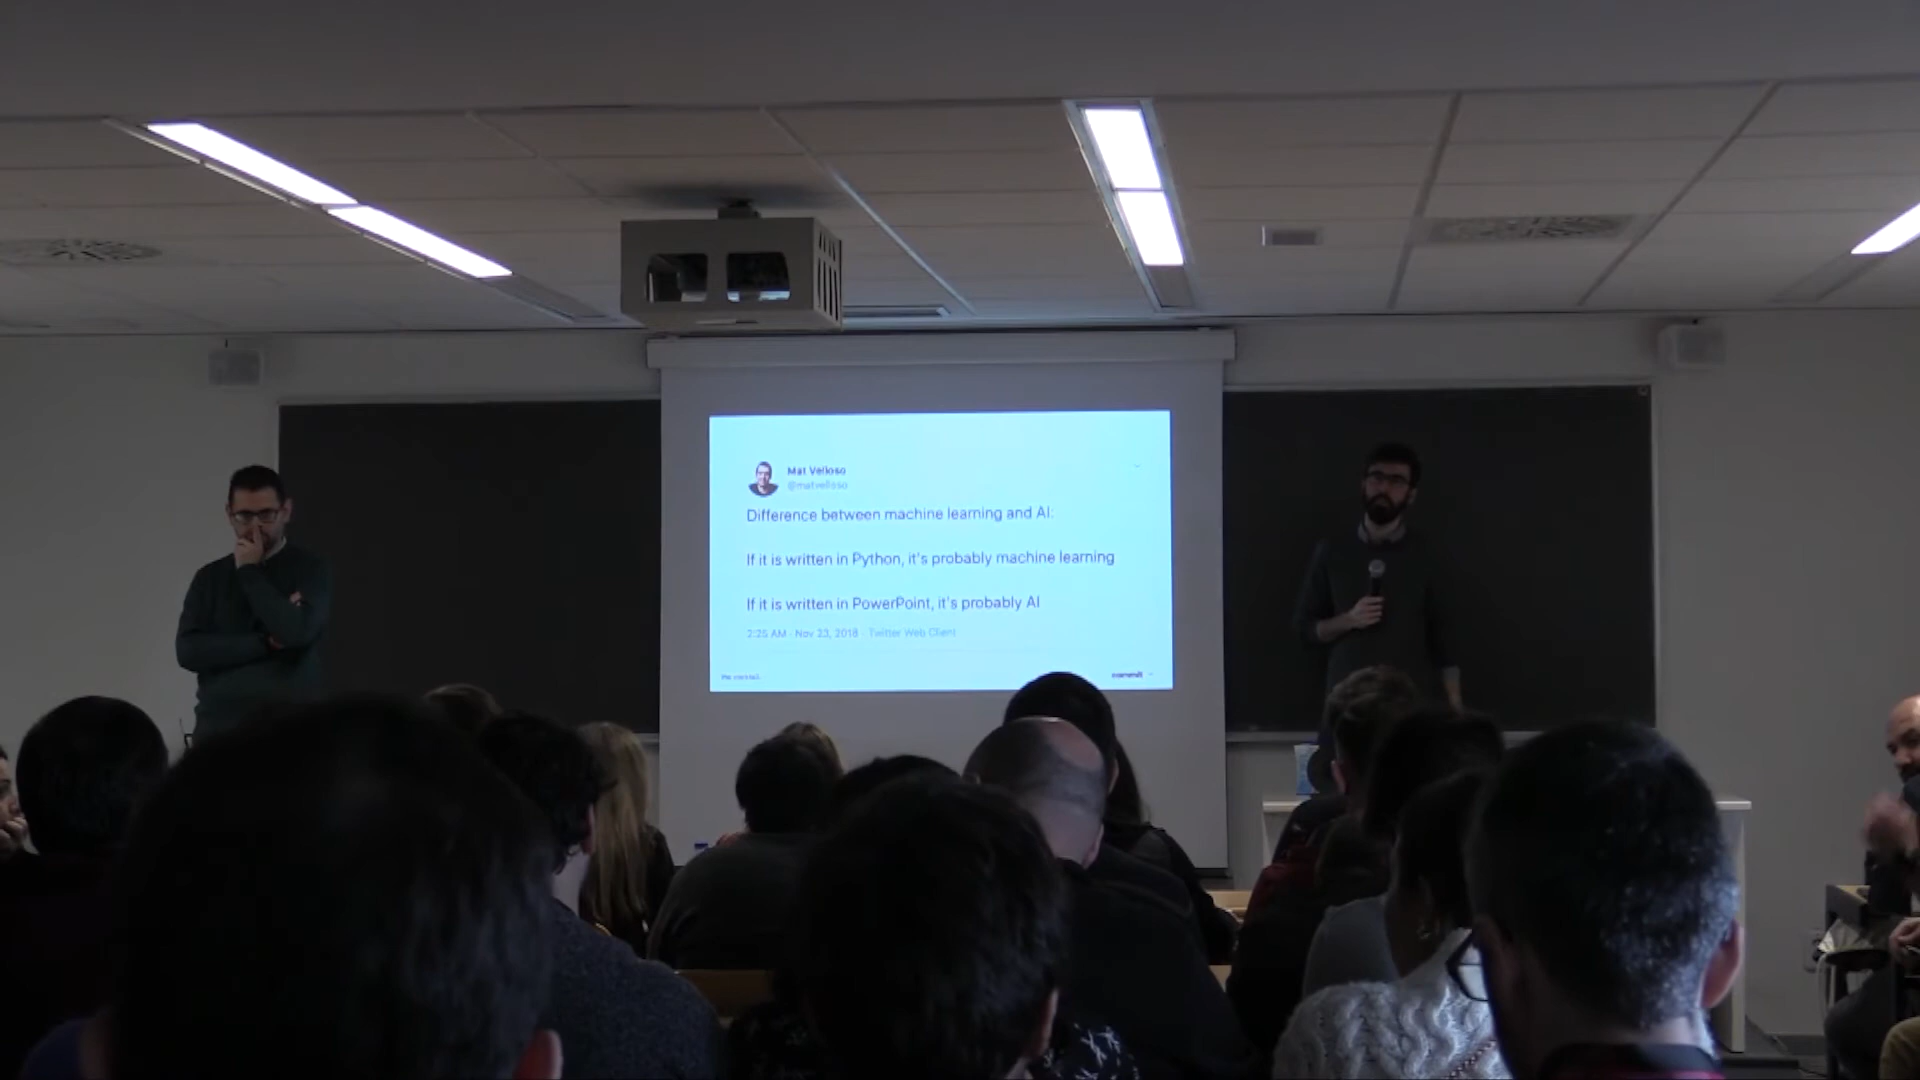 Mat Velloso
@matvelloso
Difference between machine learning and AI:
If it is written in Python, it's probably machine learning
If it is written in PowerPoint, it's probably AI
2:25 AM - Nov 23, 2018 · Twitter Web Client
commit